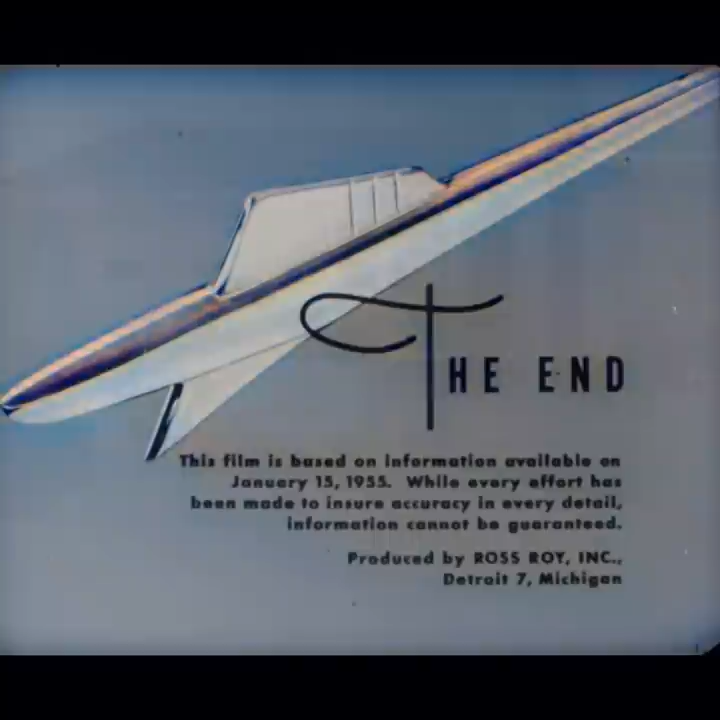 THE END
This film is based on information available on
January 15, 1955. While every effort has
been made to insure accuracy in every detail,
information cannot be guaranteed.
Produced by ROSS ROY, INC.,
Detroit 7, Michigan